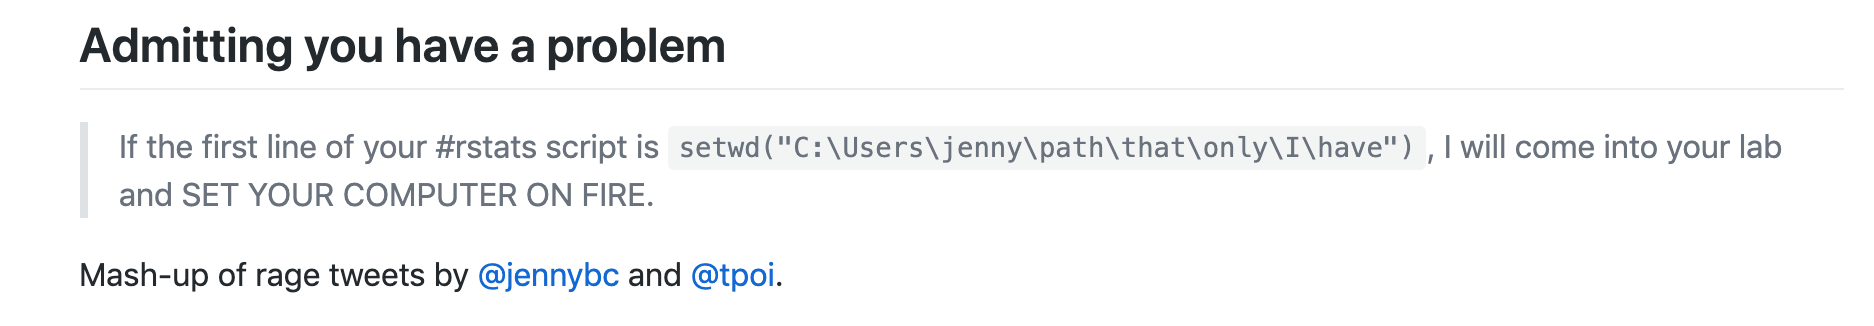 Admitting you have a problem
If the first line of your #rstats script is setwd("C:\Users\jenny\path\that\only\I\have") , I will come into your lab
and SET YOUR COMPUTER ON FIRE.
Mash-up of rage tweets by @jennybc and @tpoi.